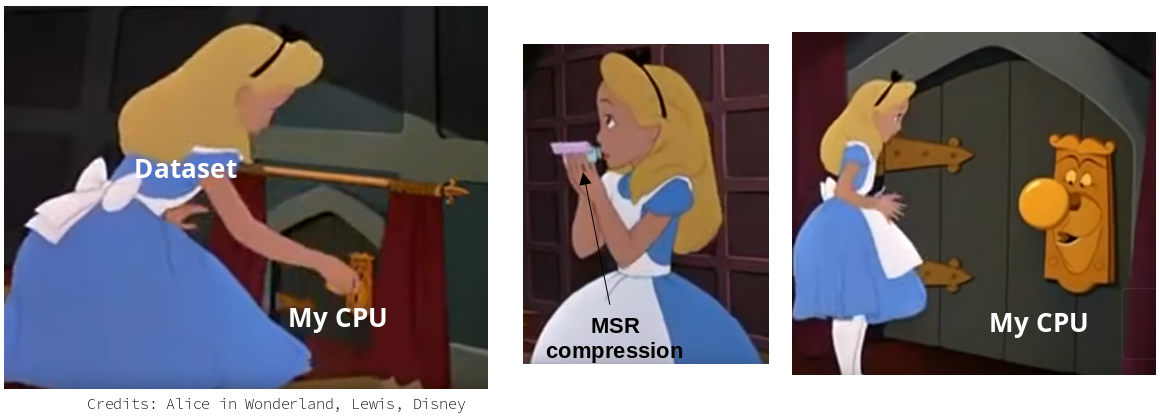 Dataset
My CPU
MSR
compression
My CPU
Credits: Alice in Wonderland, Lewis, Disney